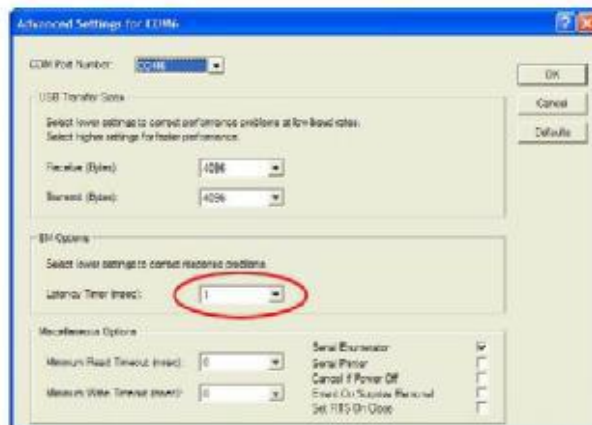 Advanced Settings for COM6
COM Port Number: COM6
OK
Cancel
Defaults
USB Transfer Sizes
Select lower settings to correct performance problems at low baud rates.
Select higher settings for faster performance.
Receive (Bytes): 4096
Transmit (Bytes): 4096
BM Options
Select lower settings to correct response problems.
Latency Timer (msec): 1
Miscellaneous Options
Minimum Read Timeout (msec): 0
Minimum Write Timeout (msec): 0
Serial Enumerator
Serial Printer
Cancel If Power Off
Event On Surprise Removal
Set RTS On Close